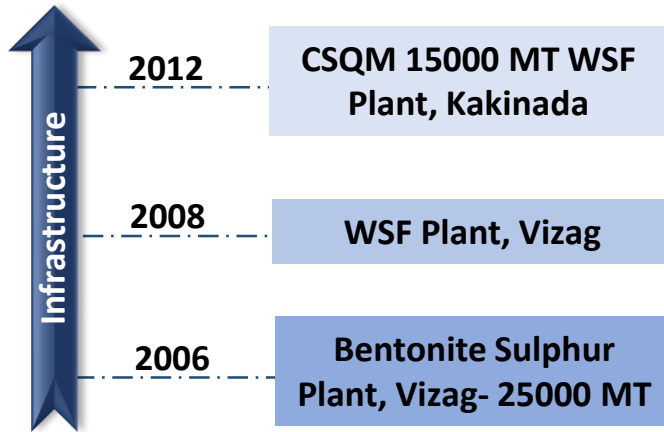 Infrastructure
2012
CSQM 15000 MT WSF
Plant, Kakinada
2008
WSF Plant, Vizag
2006
Bentonite Sulphur
Plant, Vizag- 25000 MT